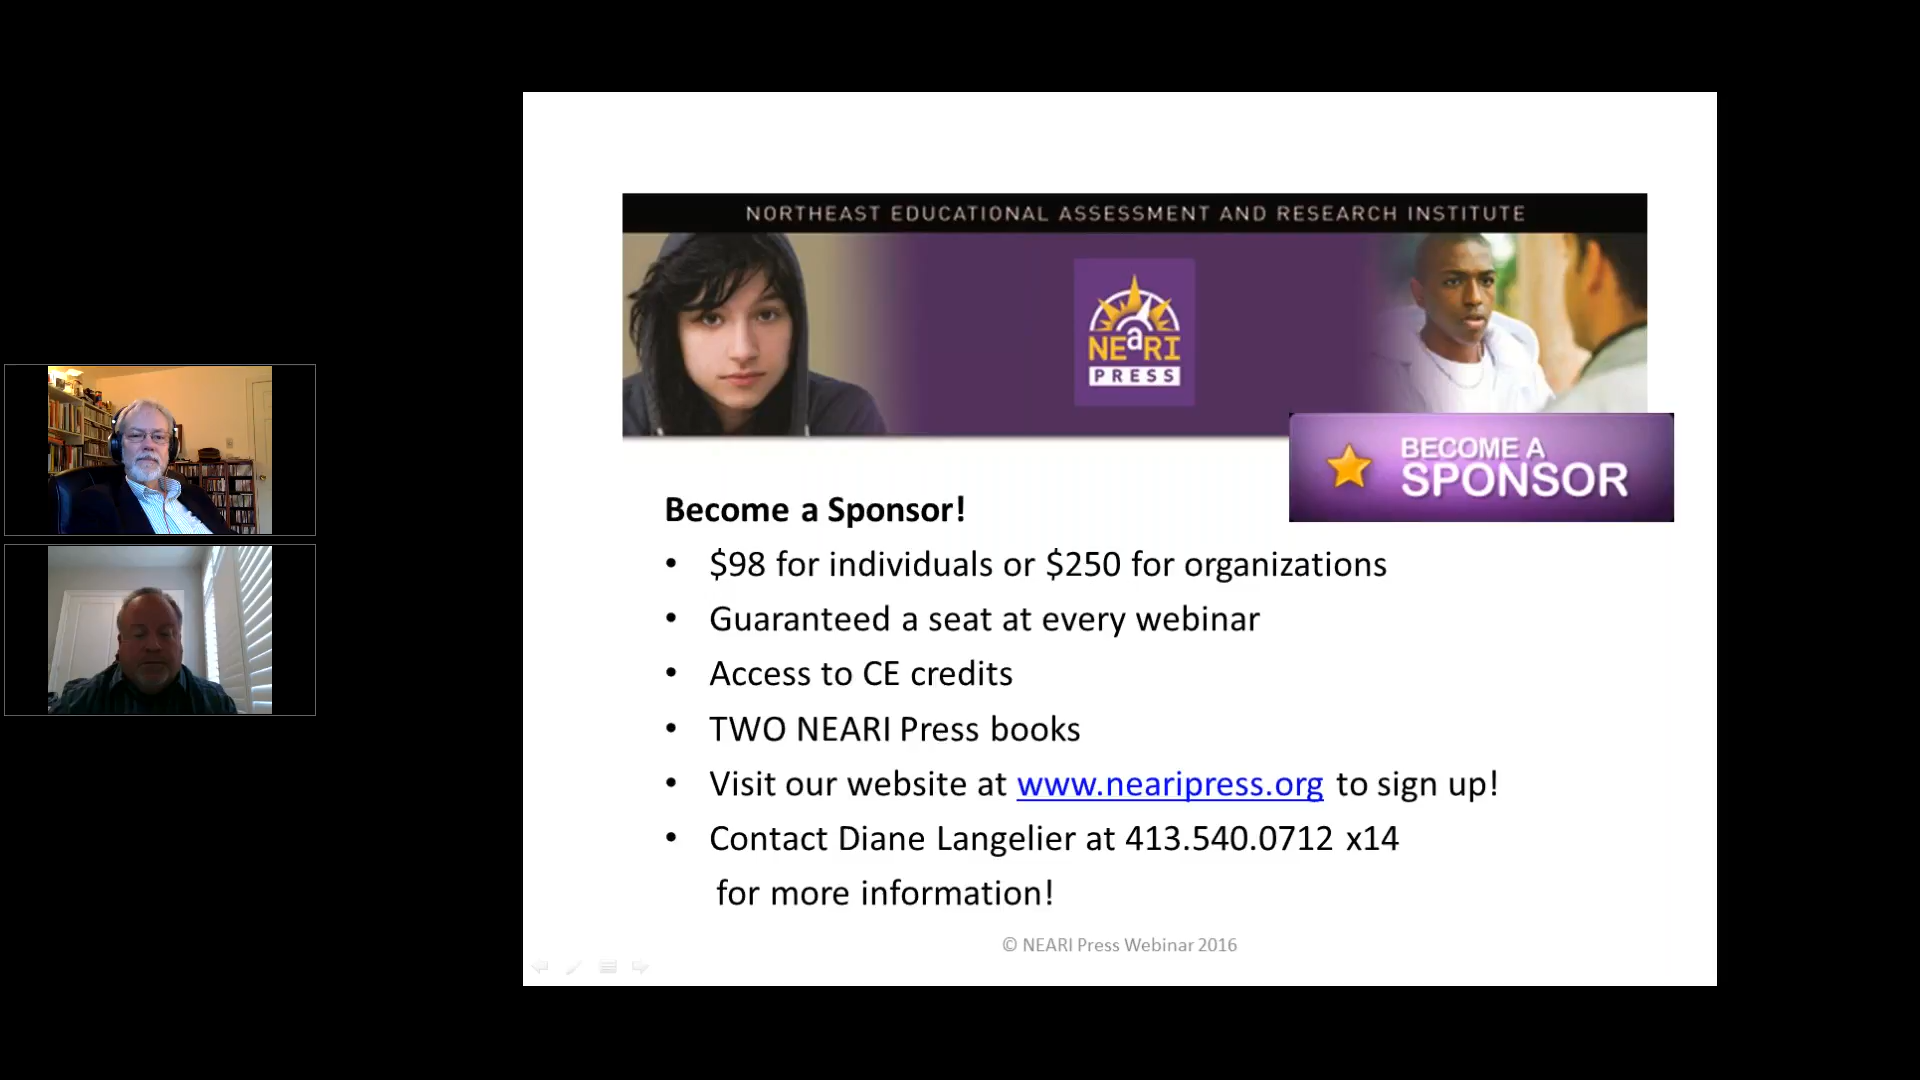 NORTHEAST EDUCATIONAL ASSESSMENT AND RESEARCH INSTITUTE
NEaRI
PRESS
BECOME A
SPONSOR
Become a Sponsor!
• $98 for individuals or $250 for organizations
• Guaranteed a seat at every webinar
• Access to CE credits
• TWO NEARI Press books
• Visit our website at www.nearipress.org to sign up!
• Contact Diane Langelier at 413.540.0712 x14
for more information!
© NEARI Press Webinar 2016